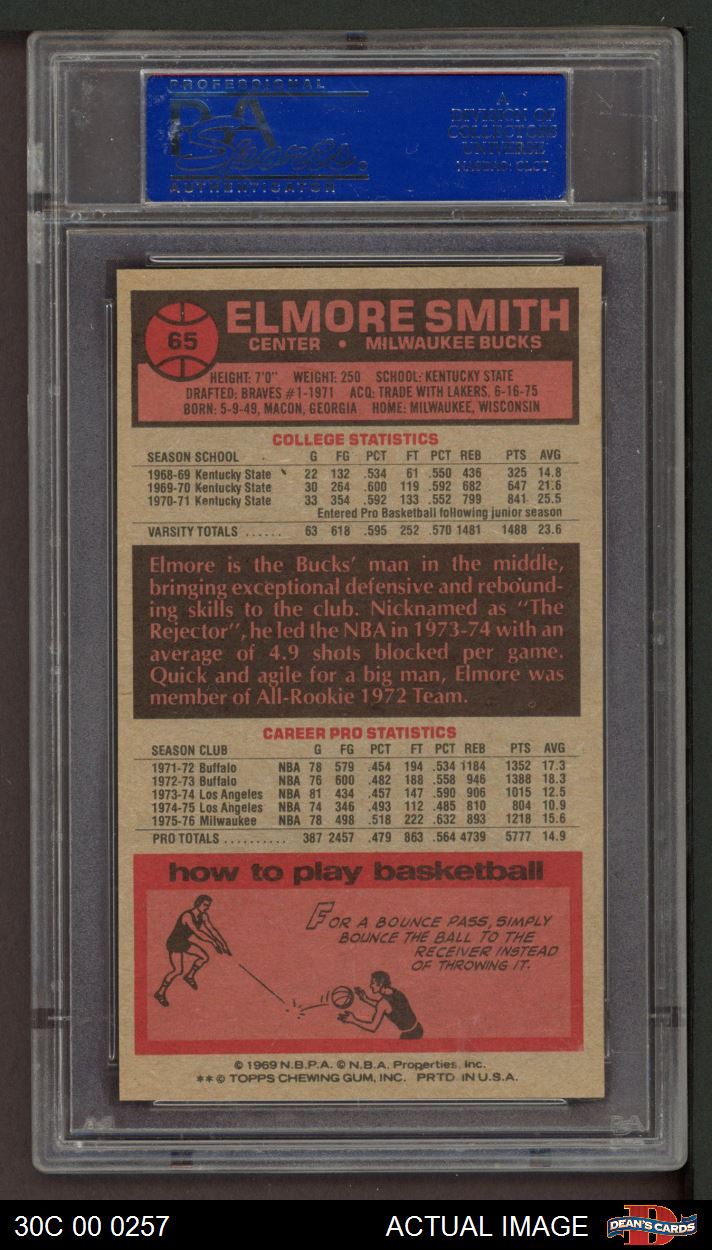 PROFESSIONAL
PSA
Sports
AUTHENTICATOR
A
DIVISION OF
COLLECTORS
UNIVERSE
NASDAQ: CLCT
65
ELMORE SMITH
CENTER • MILWAUKEE BUCKS
HEIGHT: 7'0" WEIGHT: 250 SCHOOL: KENTUCKY STATE
DRAFTED: BRAVES #1-1971 ACQ: TRADE WITH LAKERS, 6-16-75
BORN: 5-9-49, MACON, GEORGIA HOME: MILWAUKEE, WISCONSIN
COLLEGE STATISTICS
SEASON SCHOOL G FG PCT FT PCT REB PTS AVG
1968-69 Kentucky State 22 132 .534 61 .550 436 325 14.8
1969-70 Kentucky State 30 264 .600 119 .592 682 647 21.6
1970-71 Kentucky State 33 354 .592 133 .552 799 841 25.5
Entered Pro Basketball following junior season
VARSITY TOTALS ...... 63 618 .595 252 .570 1481 1488 23.6
Elmore is the Bucks' man in the middle,
bringing exceptional defensive and rebound-
ing skills to the club. Nicknamed as "The
Rejector", he led the NBA in 1973-74 with an
average of 4.9 shots blocked per game.
Quick and agile for a big man, Elmore was
member of All-Rookie 1972 Team.
CAREER PRO STATISTICS
SEASON CLUB G FG PCT FT PCT REB PTS AVG
1971-72 Buffalo NBA 78 579 .454 194 .534 1184 1352 17.3
1972-73 Buffalo NBA 76 600 .482 188 .558 946 1388 18.3
1973-74 Los Angeles NBA 81 434 .457 147 .590 906 1015 12.5
1974-75 Los Angeles NBA 74 346 .493 112 .485 810 804 10.9
1975-76 Milwaukee NBA 78 498 .518 222 .632 893 1218 15.6
PRO TOTALS .......... 387 2457 .479 863 .564 4739 5777 14.9
how to play basketball
FOR A BOUNCE PASS, SIMPLY
BOUNCE THE BALL TO THE
RECEIVER INSTEAD
OF THROWING IT.
© 1969 N.B.P.A. © N.B.A. Properties, Inc.
** © TOPPS CHEWING GUM, INC. PRTD IN U.S.A.
30C 00 0257 ACTUAL IMAGE
DEAN'S CARDS